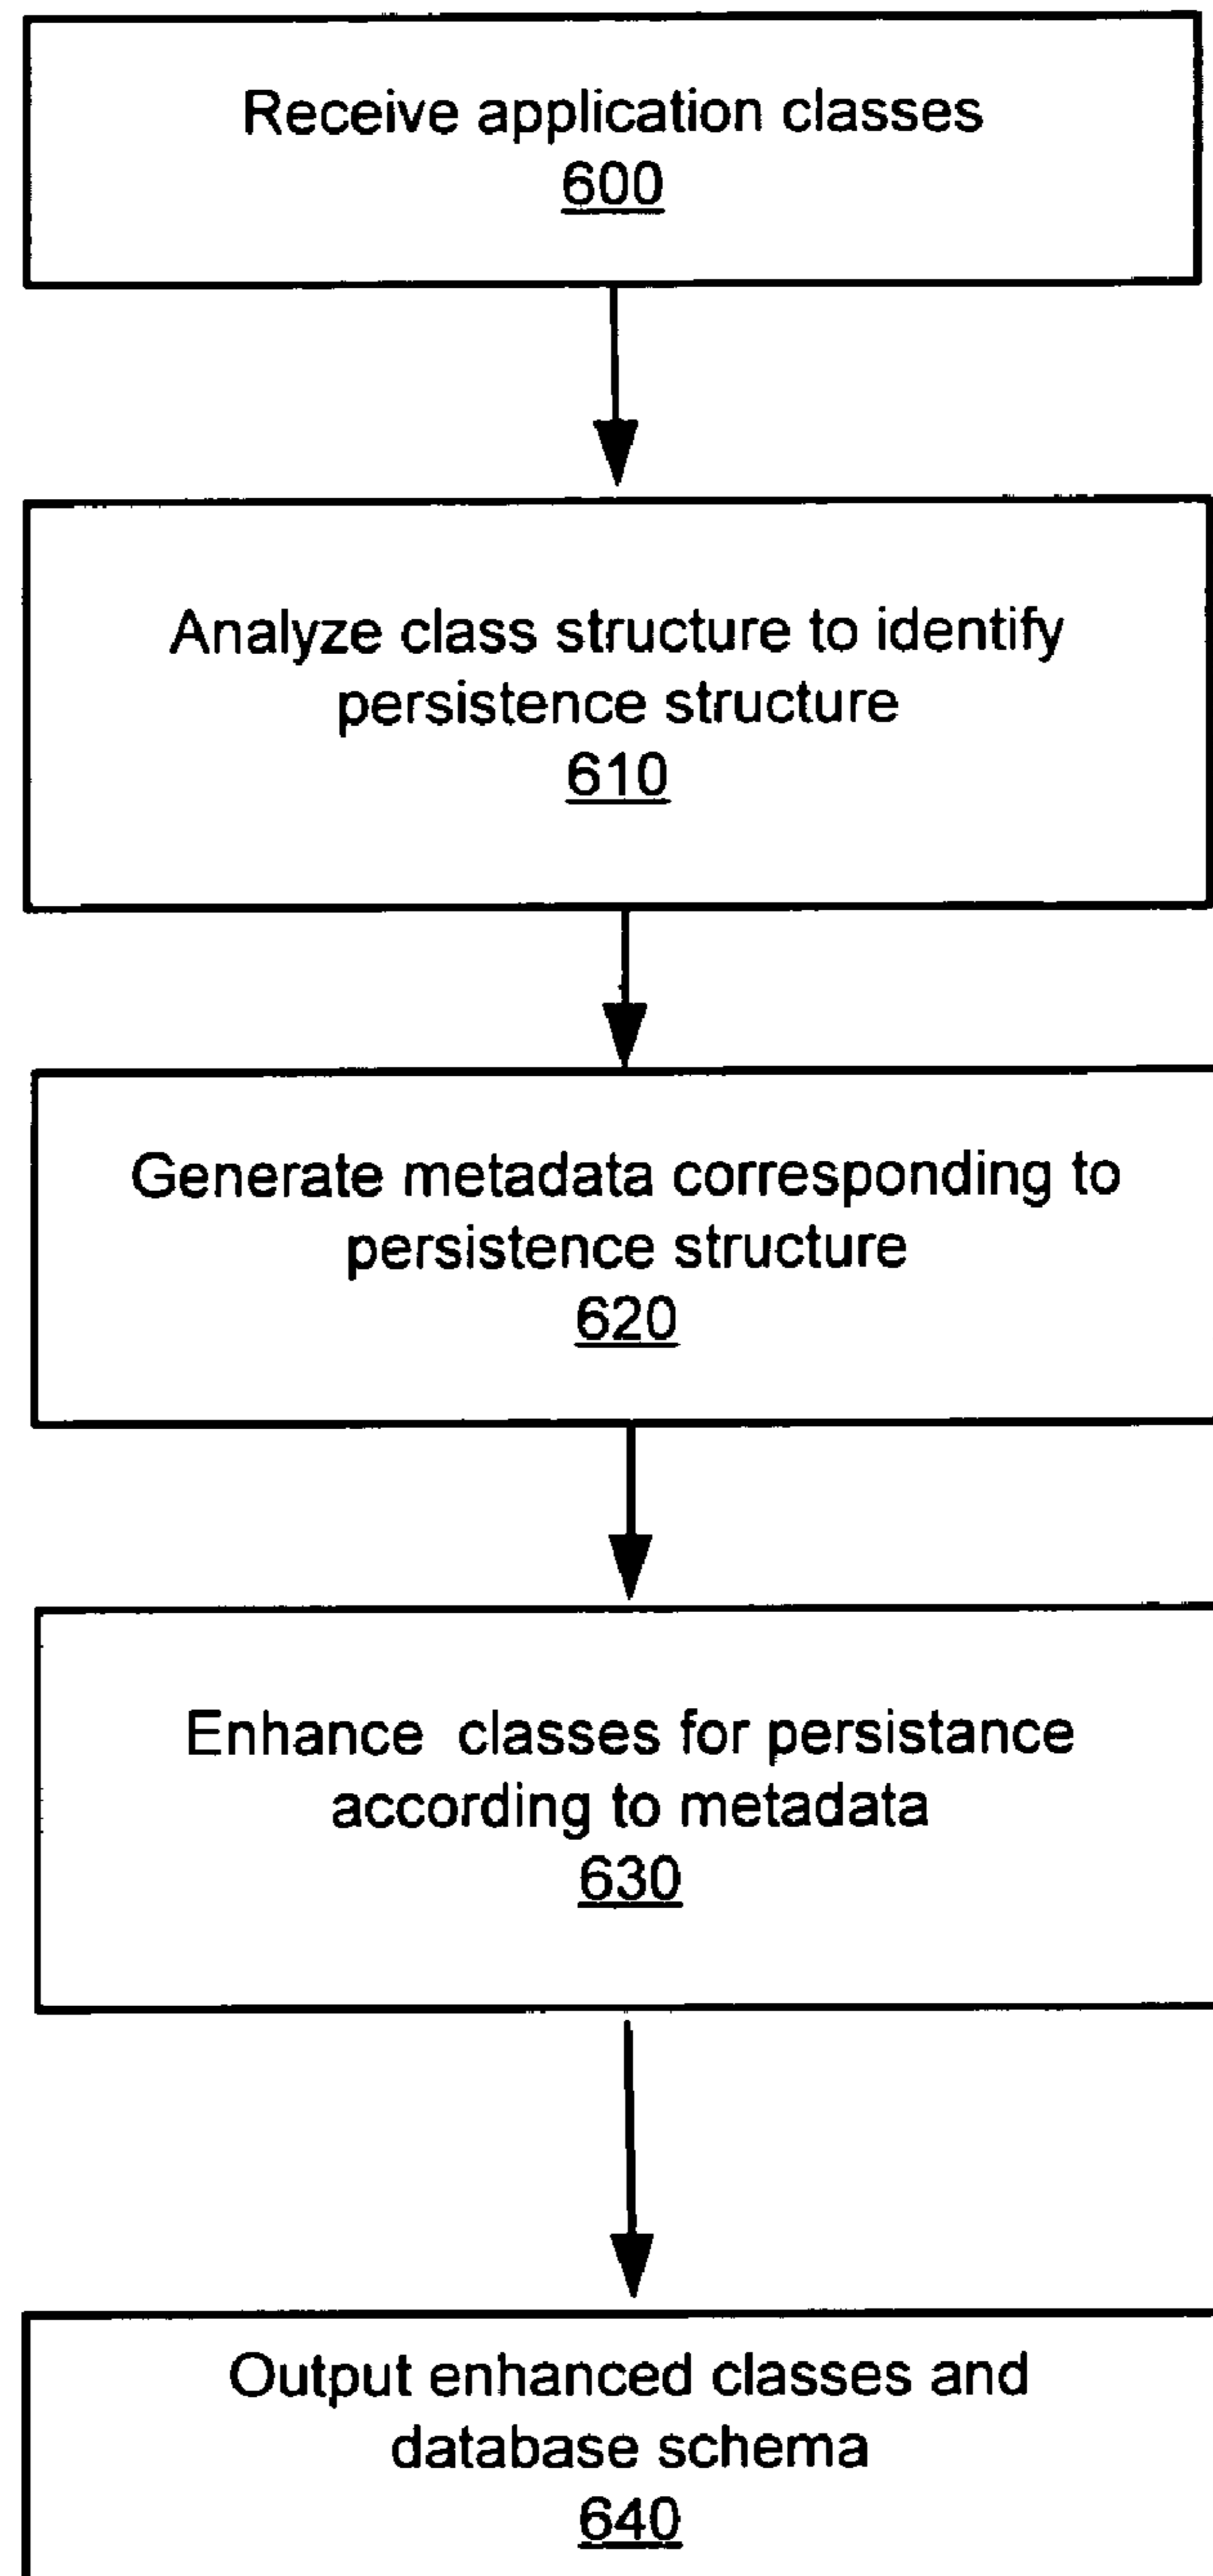 Receive application classes
600
Analyze class structure to identify
persistence structure
610
Generate metadata corresponding to
persistence structure
620
Enhance classes for persistance
according to metadata
630
Output enhanced classes and
database schema
640